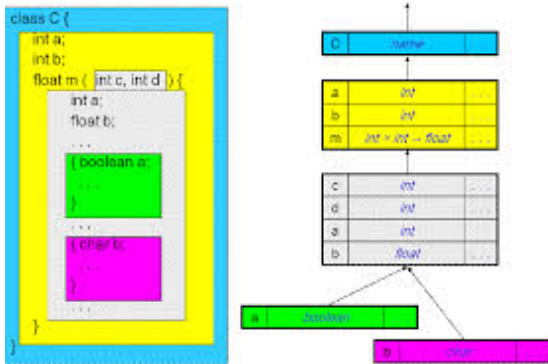 class C {
int a;
int b;
float m ( int c, int d ) {
int a;
float b;
. . .
{ boolean a;
. . .
}
. . .
{ char b;
. . .
}
. . .
}
}
C name
a int . . .
b int
m int × int → float . . .
c int . . .
d int . . .
a int . . .
b float . . .
a boolean . . .
b char . . .